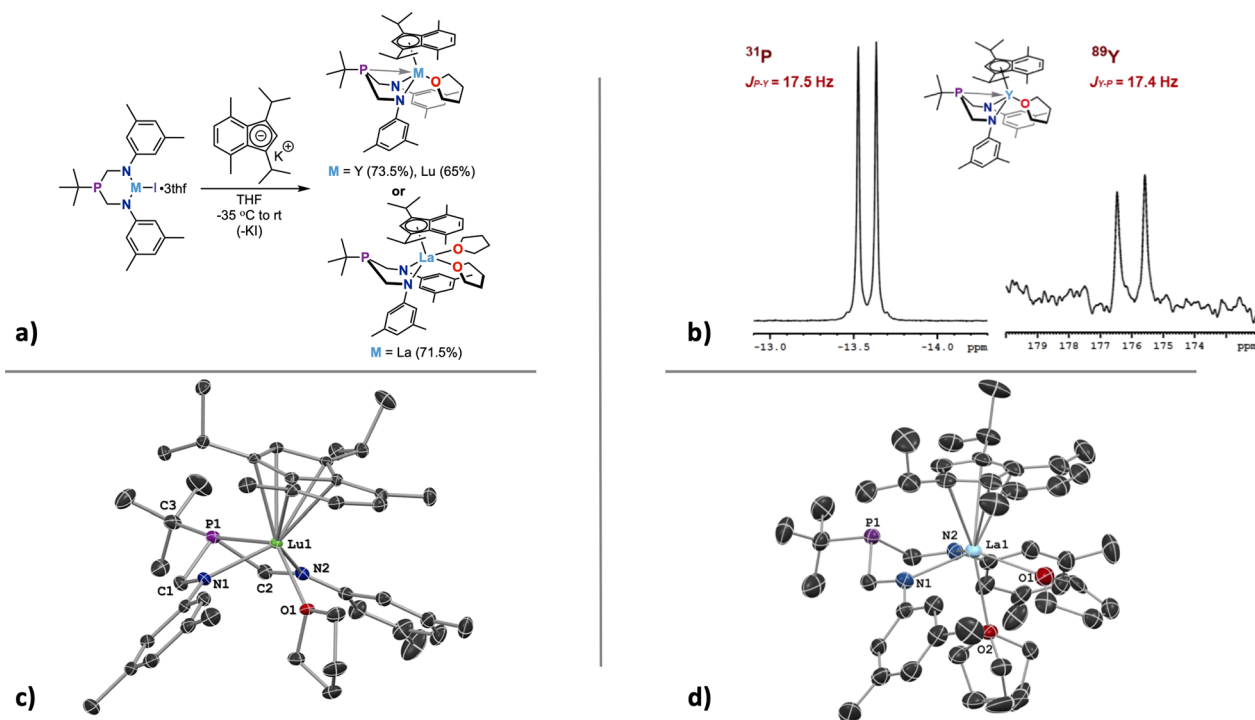 P
N
N
M
I•3thf
K
⊕
⊖
THF
-35 °C to rt
(-KI)
P
M
O
N
N
M = Y (73.5%), Lu (65%)
or
P
La
O
O
N
N
M = La (71.5%)
a)
31P
JP-Y = 17.5 Hz
P
Y
O
N
N
89Y
JY-P = 17.4 Hz
-13.0
-13.5
-14.0
ppm
179
178
177
176
175
174
ppm
b)
C3
P1
Lu1
C1
N1
C2
N2
O1
c)
P1
N2
La1
N1
O1
O2
d)